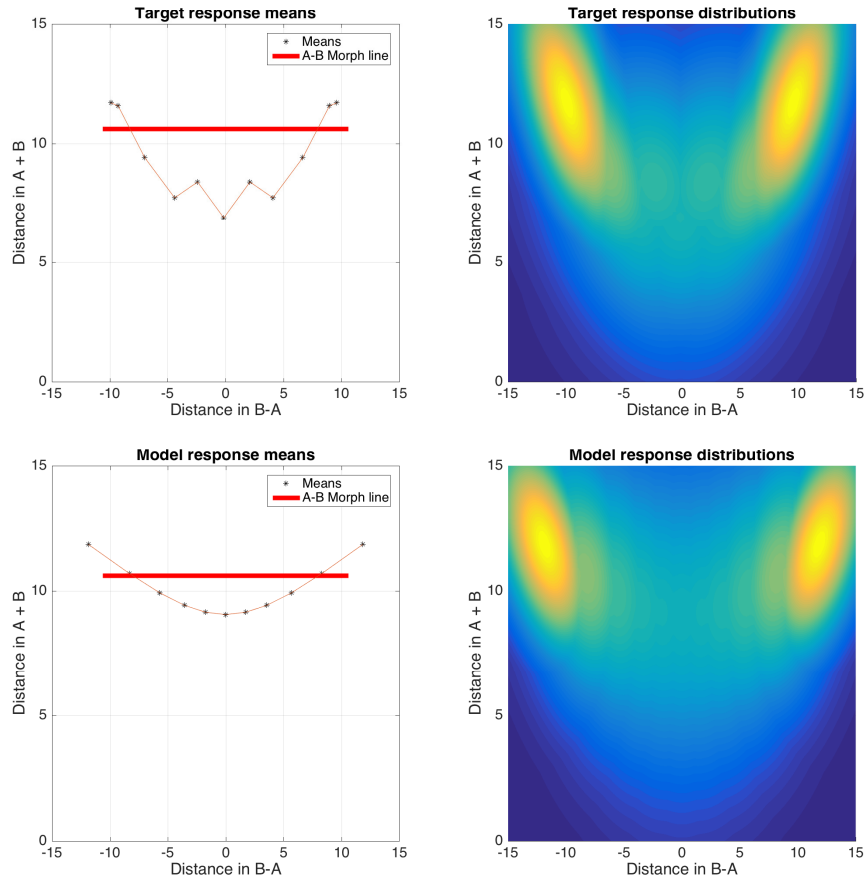 Target response means
Means
A-B Morph line
15
10
5
0
-15
-10
-5
0
5
10
15
Distance in A + B
Distance in B-A
Target response distributions
15
10
5
0
-15
-10
-5
0
5
10
15
Distance in A + B
Distance in B-A
Model response means
Means
A-B Morph line
15
10
5
0
-15
-10
-5
0
5
10
15
Distance in A + B
Distance in B-A
Model response distributions
15
10
5
0
-15
-10
-5
0
5
10
15
Distance in A + B
Distance in B-A